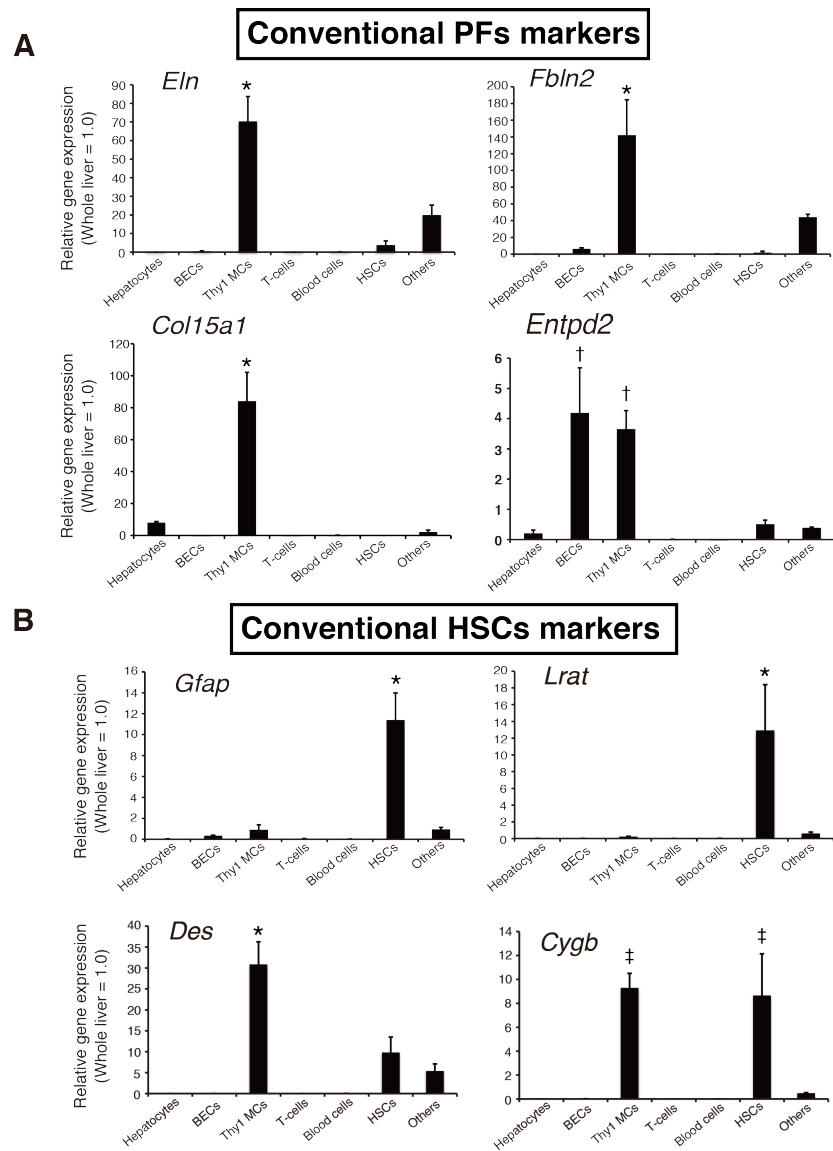 A
Conventional PFs markers
Eln
Relative gene expression
(Whole liver = 1.0)
90
80
70
60
50
40
30
20
10
0
*
Hepatocytes
BECs
Thy1 MCs
T-cells
Blood cells
HSCs
Others
Fbln2
200
180
160
140
120
100
80
60
40
20
0
*
Hepatocytes
BECs
Thy1 MCs
T-cells
Blood cells
HSCs
Others
Col15a1
Relative gene expression
(Whole liver = 1.0)
120
100
80
60
40
20
0
*
Hepatocytes
BECs
Thy1 MCs
T-cells
Blood cells
HSCs
Others
Entpd2
6
5
4
3
2
1
0
†
†
Hepatocytes
BECs
Thy1 MCs
T-cells
Blood cells
HSCs
Others
B
Conventional HSCs markers
Gfap
Relative gene expression
(Whole liver = 1.0)
16
14
12
10
8
6
4
2
0
*
Hepatocytes
BECs
Thy1 MCs
T-cells
Blood cells
HSCs
Others
Lrat
20
18
16
14
12
10
8
6
4
2
0
*
Hepatocytes
BECs
Thy1 MCs
T-cells
Blood cells
HSCs
Others
Des
Relative gene expression
(Whole liver = 1.0)
40
35
30
25
20
15
10
5
0
*
Hepatocytes
BECs
Thy1 MCs
T-cells
Blood cells
HSCs
Others
Cygb
14
12
10
8
6
4
2
0
‡
‡
Hepatocytes
BECs
Thy1 MCs
T-cells
Blood cells
HSCs
Others